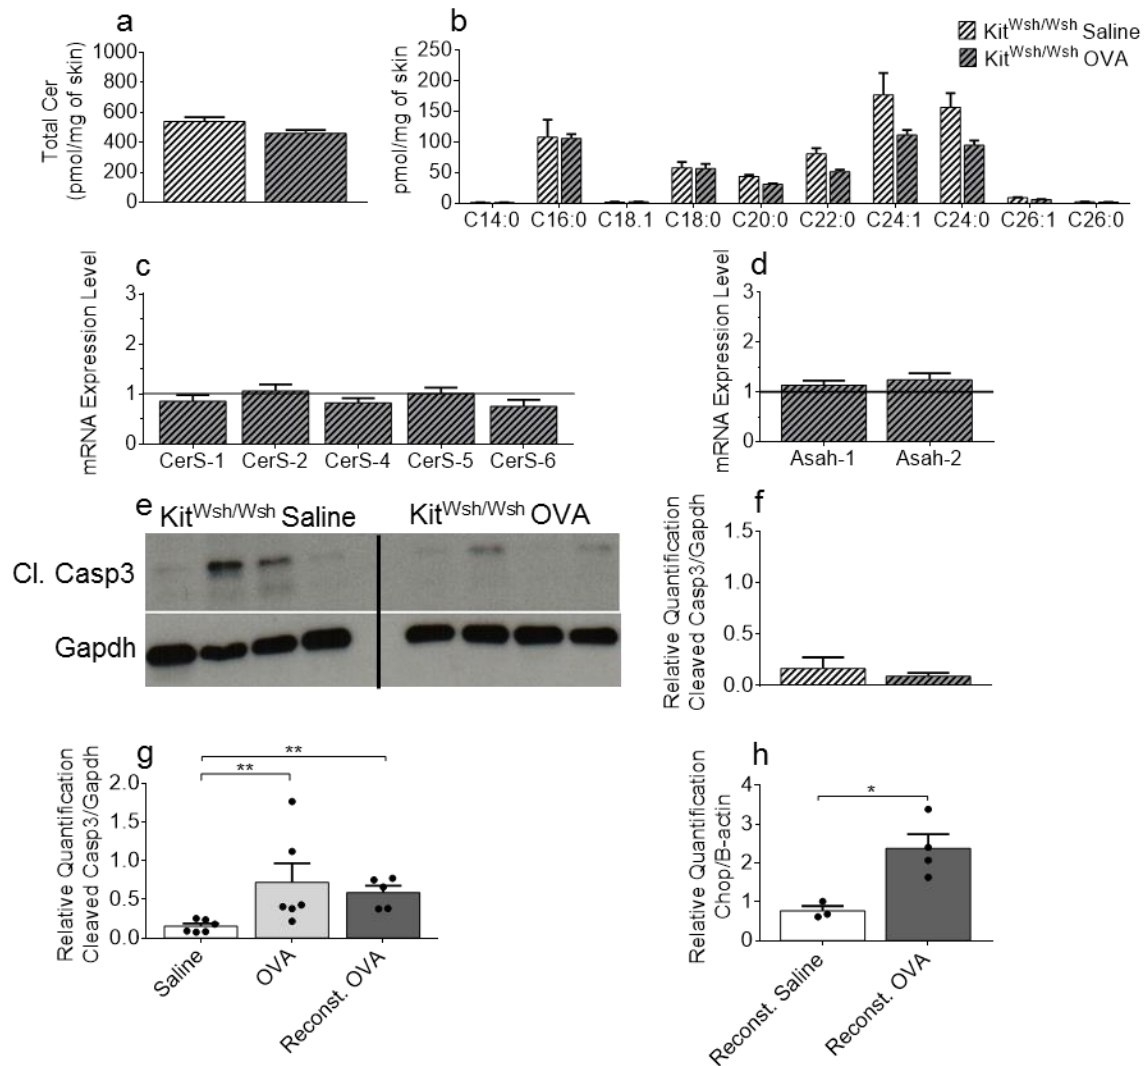 a
Total Cer
(pmol/mg of skin)
1000
800
600
400
200
0
b
pmol/mg of skin
250
200
150
100
50
0
C14:0 C16:0 C18.1 C18:0 C20:0 C22:0 C24:1 C24:0 C26:1 C26:0
Kit^Wsh/Wsh Saline
Kit^Wsh/Wsh OVA
c
mRNA Expression Level
3
2
1
0
CerS-1 CerS-2 CerS-4 CerS-5 CerS-6
d
mRNA Expression Level
3
2
1
0
Asah-1 Asah-2
e
Kit^Wsh/Wsh Saline
Kit^Wsh/Wsh OVA
Cl. Casp3
Gapdh
f
Relative Quantification
Cleaved Casp3/Gapdh
1.5
1.0
0.5
0.0
g
Relative Quantification
Cleaved Casp3/Gapdh
2.0
1.5
1.0
0.5
0.0
**
**
Saline
OVA
Reconst. OVA
h
Relative Quantification
Chop/B-actin
4
3
2
1
0
*
Reconst. Saline
Reconst. OVA